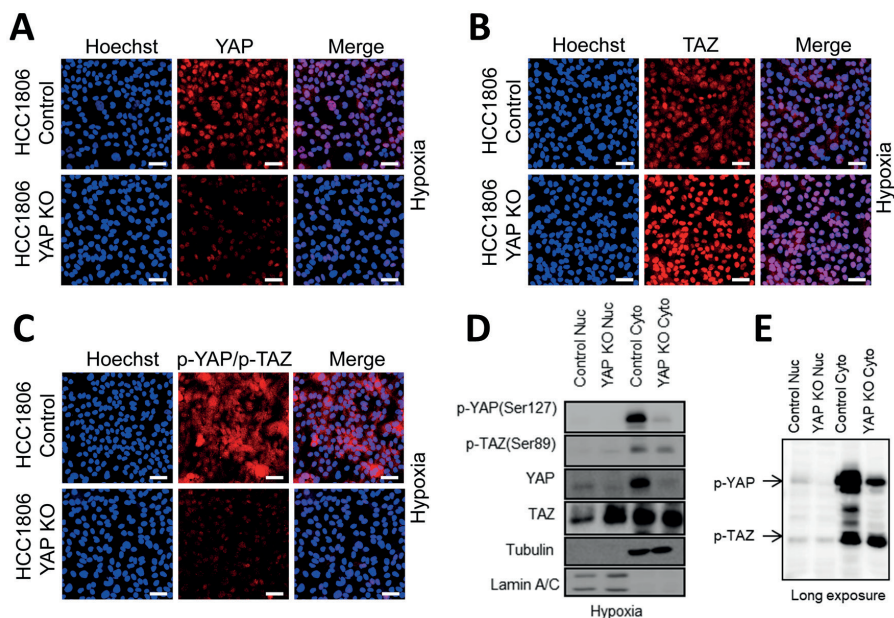 A
Hoechst YAP Merge
HCC1806 Control
HCC1806 YAP KO
Hypoxia
B
Hoechst TAZ Merge
HCC1806 Control
HCC1806 YAP KO
Hypoxia
C
Hoechst p-YAP/p-TAZ Merge
HCC1806 Control
HCC1806 YAP KO
Hypoxia
D
Control Nuc
YAP KO Nuc
Control Cyto
YAP KO Cyto
p-YAP(Ser127)
p-TAZ(Ser89)
YAP
TAZ
Tubulin
Lamin A/C
Hypoxia
E
Control Nuc
YAP KO Nuc
Control Cyto
YAP KO Cyto
p-YAP
p-TAZ
Long exposure